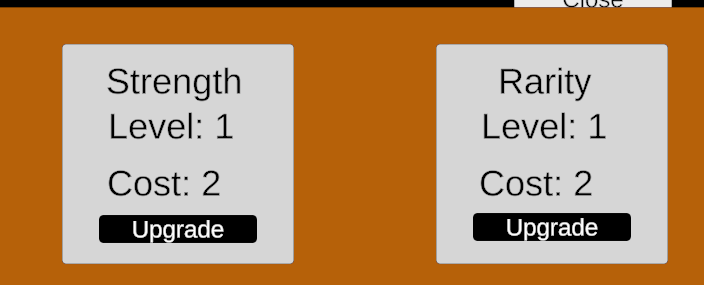 Close
Strength
Level: 1
Cost: 2
Upgrade
Rarity
Level: 1
Cost: 2
Upgrade